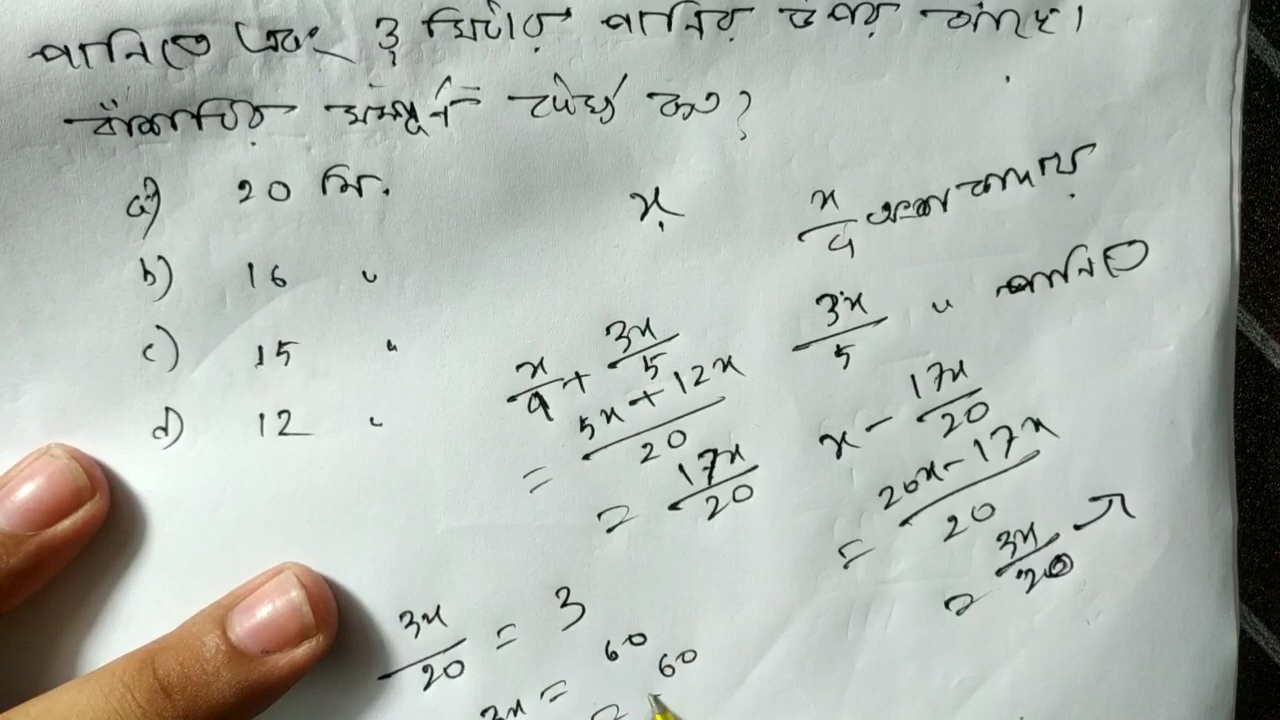 পানিতে এবং 3 মিটার পানির উপর আছে।
বাঁশটির সম্পূর্ণ দৈর্ঘ্য কত?
a) 20 মি.
b) 16 "
c) 15 "
d) 12 "
x
x/4 অংশ কাদায়
3x/5 " পানিতে
x/4 + 3x/5
= (5x + 12x)/20
= 17x/20
x - 17x/20
= (20x - 17x)/20
= 3x/20
3x/20 = 3
3x = 60
= 60